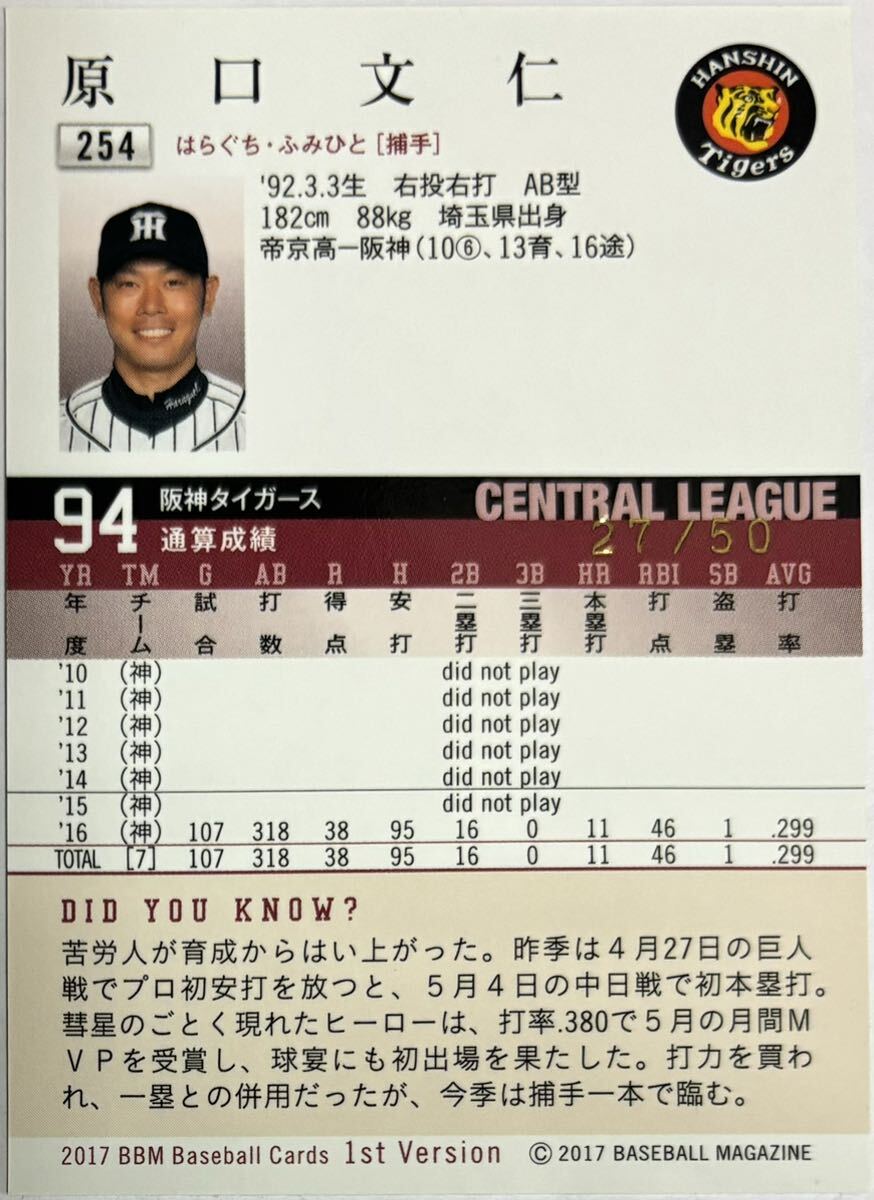 原口文仁
HANSHIN
Tigers
254
はらぐち・ふみひと [捕手]
'92.3.3生 右投右打 AB型
182cm 88kg 埼玉県出身
帝京高ー阪神(10⑥、13育、16途)
94
阪神タイガース
CENTRAL LEAGUE
通算成績
27/50
YR TM G AB R H 2B 3B HR RBI SB AVG
年度 チーム 試合 打数 得点 安打 二塁打 三塁打 本塁打 打点 盗塁 打率
'10 (神) did not play
'11 (神) did not play
'12 (神) did not play
'13 (神) did not play
'14 (神) did not play
'15 (神) did not play
'16 (神) 107 318 38 95 16 0 11 46 1 .299
TOTAL [7] 107 318 38 95 16 0 11 46 1 .299
DID YOU KNOW?
苦労人が育成からはい上がった。昨季は４月27日の巨人
戦でプロ初安打を放つと、５月４日の中日戦で初本塁打。
彗星のごとく現れたヒーローは、打率.380で５月の月間Ｍ
ＶＰを受賞し、球宴にも初出場を果たした。打力を買わ
れ、一塁との併用だったが、今季は捕手一本で臨む。
2017 BBM Baseball Cards 1st Version © 2017 BASEBALL MAGAZINE